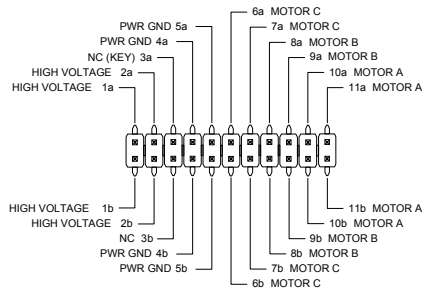 6a MOTOR C
PWR GND 5a 7a MOTOR C
PWR GND 4a 8a MOTOR B
NC (KEY) 3a 9a MOTOR B
HIGH VOLTAGE 2a 10a MOTOR A
HIGH VOLTAGE 1a 11a MOTOR A
HIGH VOLTAGE 1b 11b MOTOR A
HIGH VOLTAGE 2b 10b MOTOR A
NC 3b 9b MOTOR B
PWR GND 4b 8b MOTOR B
PWR GND 5b 7b MOTOR C
6b MOTOR C